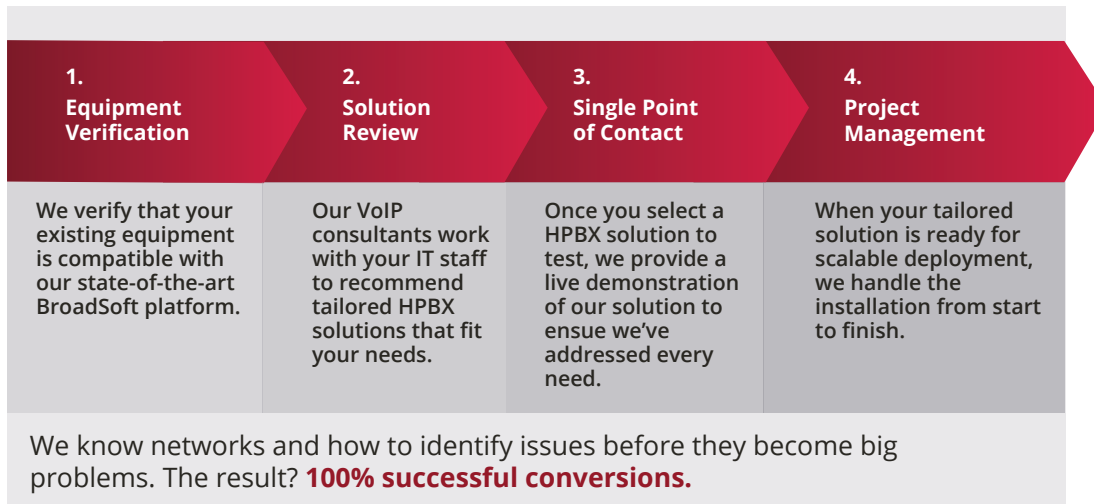 1.
Equipment
Verification
2.
Solution
Review
3.
Single Point
of Contact
4.
Project
Management
We verify that your
existing equipment
is compatible with
our state-of-the-art
BroadSoft platform.
Our VoIP
consultants work
with your IT staff
to recommend
tailored HPBX
solutions that fit
your needs.
Once you select a
HPBX solution to
test, we provide a
live demonstration
of our solution to
ensue we’ve
addressed every
need.
When your tailored
solution is ready for
scalable deployment,
we handle the
installation from start
to finish.
We know networks and how to identify issues before they become big
problems. The result? 100% successful conversions.